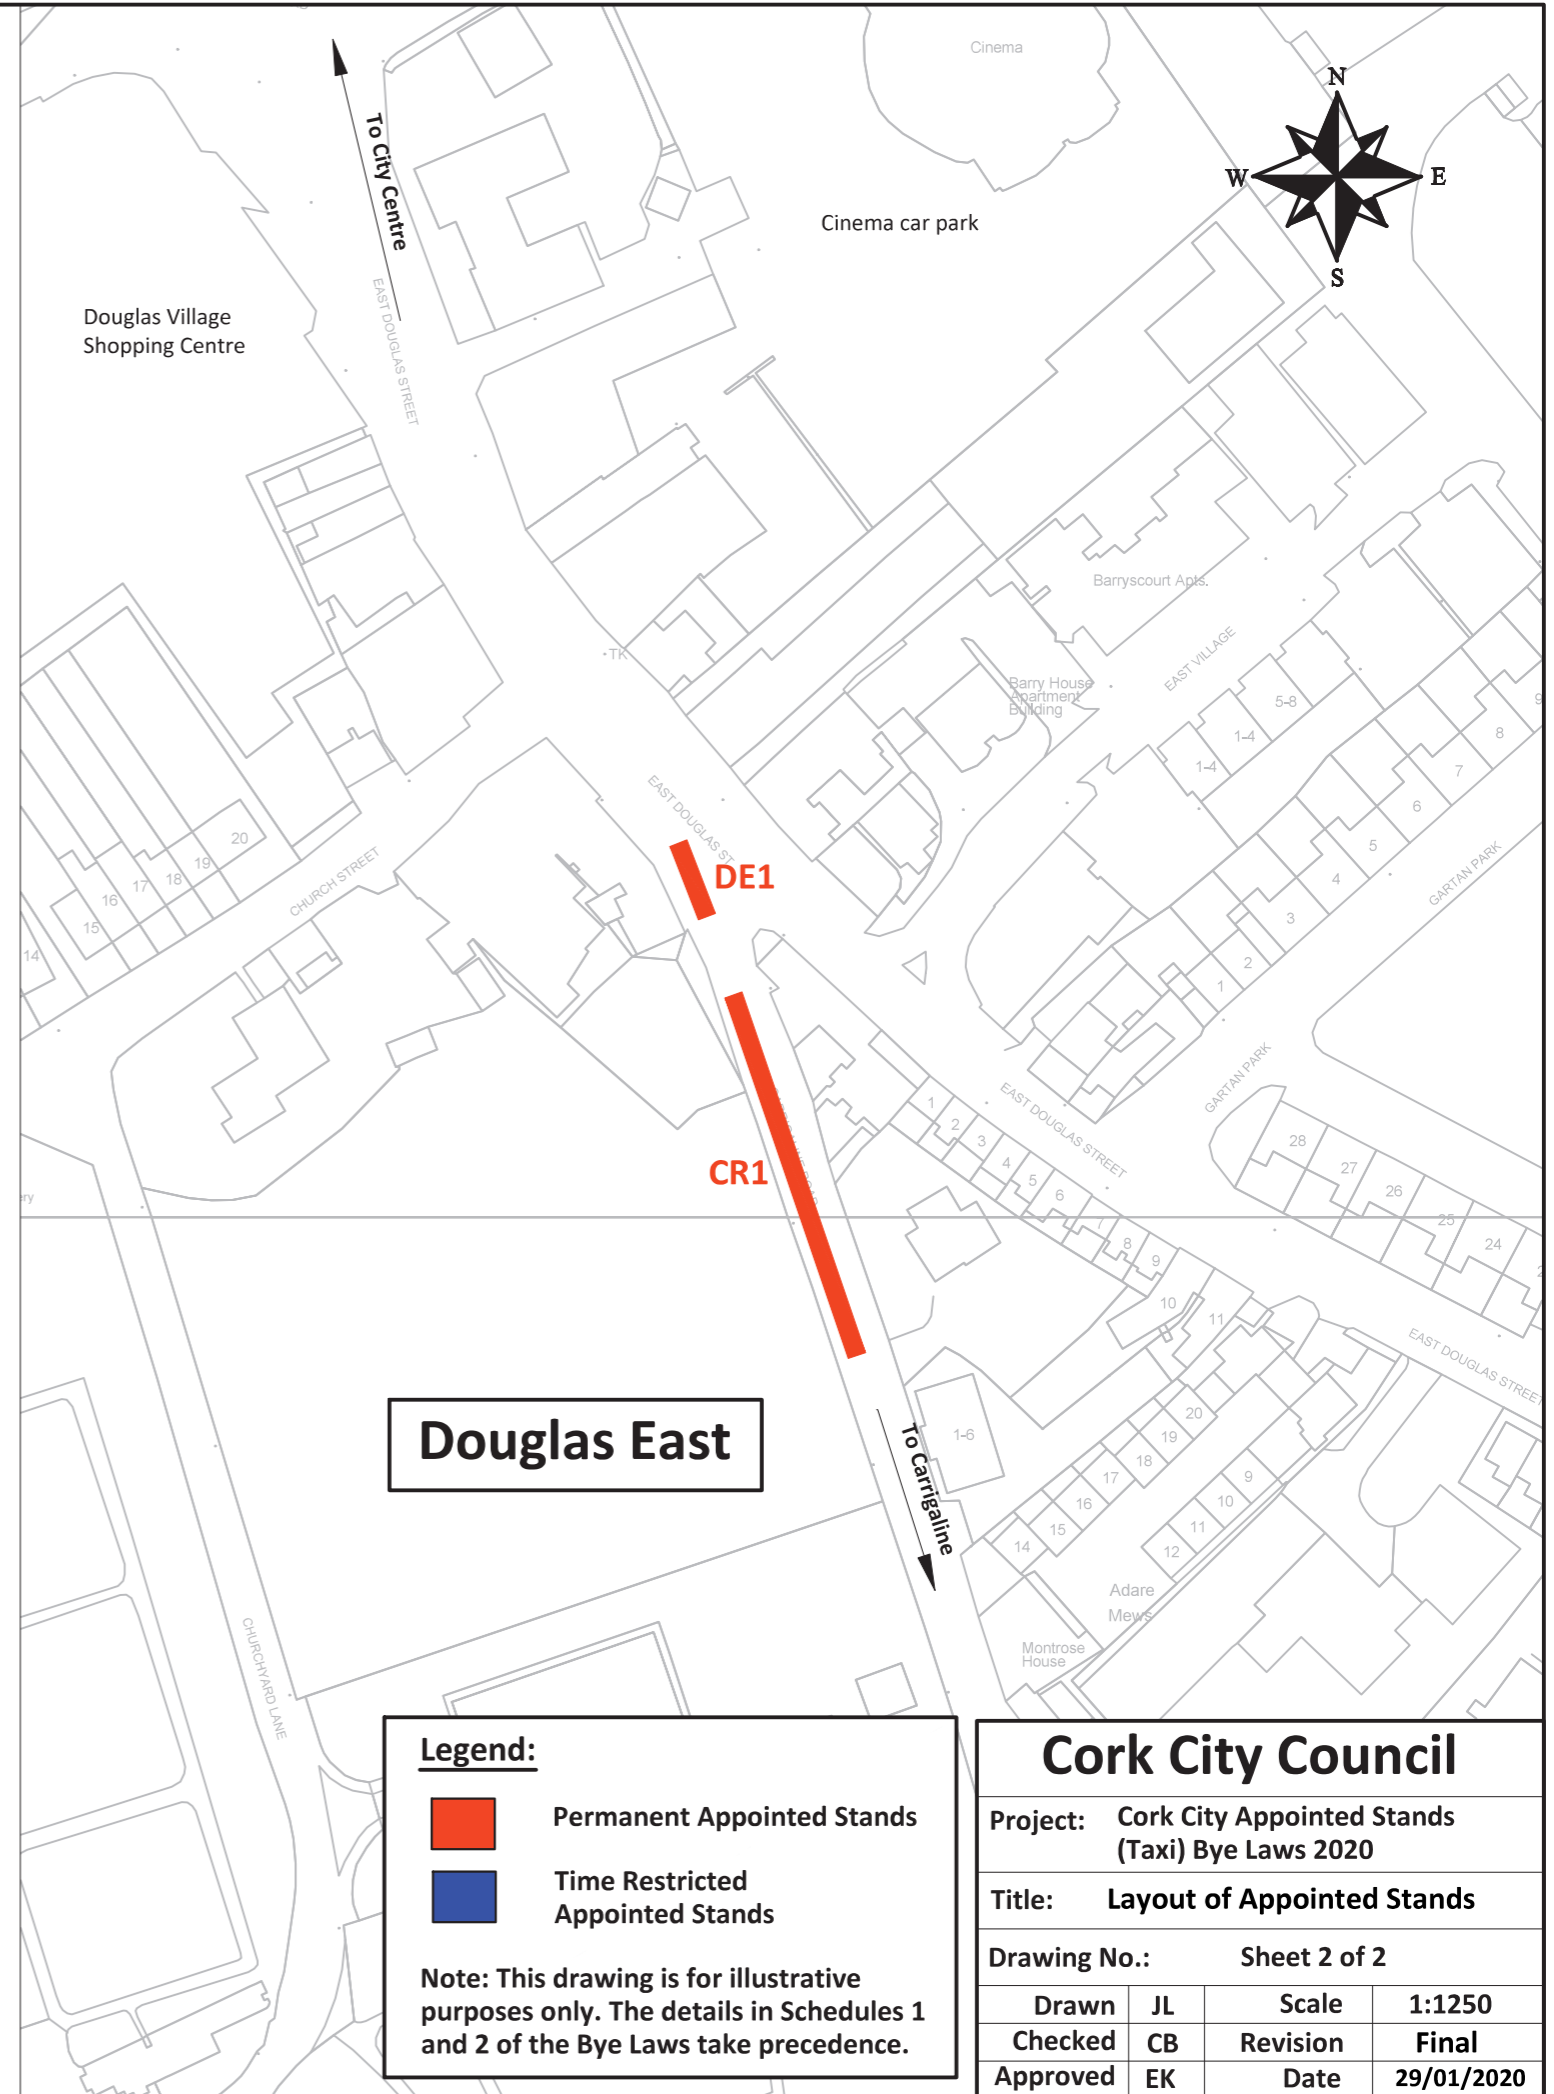 Cinema
N
W
E
S
To City Centre
Cinema car park
EAST DOUGLAS STREET
Douglas Village
Shopping Centre
Barryscourt Apts.
TK
EAST VILLAGE
Barry House
Apartment
Building
5-8
1-4
1-4
9
8
7
6
5
4
3
2
1
EAST DOUGLAS ST
GARTAN PARK
20
19
18
17
16
15
14
CHURCH STREET
DE1
GARTAN PARK
EAST DOUGLAS STREET
1
2
3
4
5
6
7
8
9
10
11
28
27
26
25
24
CR1
EAST DOUGLAS STREET
Douglas East
To Carrigaline
1-6
20
19
18
17
16
15
14
9
10
11
12
Adare
Mews
Montrose
House
CHURCHYARD LANE
Legend:
Permanent Appointed Stands
Time Restricted
Appointed Stands
Note: This drawing is for illustrative
purposes only. The details in Schedules 1
and 2 of the Bye Laws take precedence.
Cork City Council
Project: Cork City Appointed Stands
(Taxi) Bye Laws 2020
Title: Layout of Appointed Stands
Drawing No.: Sheet 2 of 2
Drawn JL Scale 1:1250
Checked CB Revision Final
Approved EK Date 29/01/2020